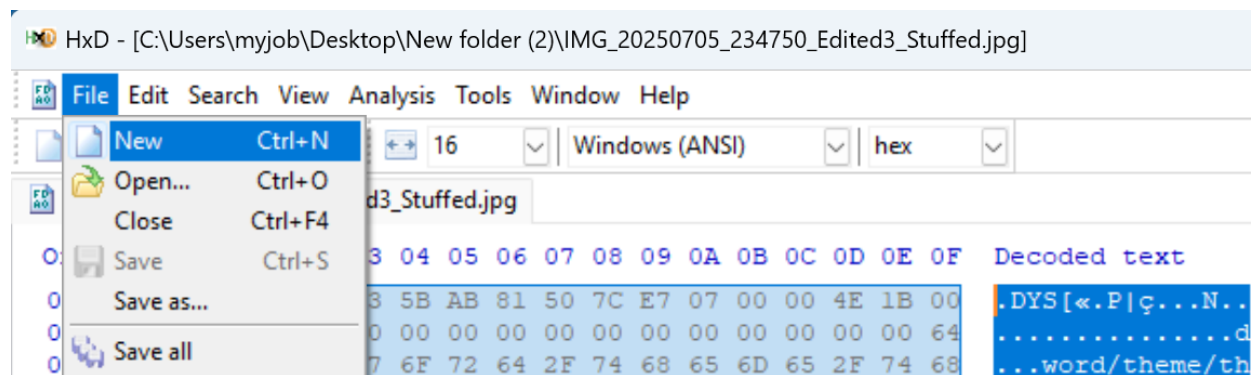 HxD - [C:\Users\myjob\Desktop\New folder (2)\IMG_20250705_234750_Edited3_Stuffed.jpg]
File Edit Search View Analysis Tools Window Help
New Ctrl+N 16 Windows (ANSI) hex
Open... Ctrl+O
Close Ctrl+F4 d3_Stuffed.jpg
Save Ctrl+S 3 04 05 06 07 08 09 0A 0B 0C 0D 0E 0F Decoded text
Save as... 3 5B AB 81 50 7C E7 07 00 00 4E 1B 00 .DYS[«.P|ç...N..
0 00 00 00 00 00 00 00 00 00 00 00 64 ...............d
Save all 7 6F 72 64 2F 74 68 65 6D 65 2F 74 68 ...word/theme/th